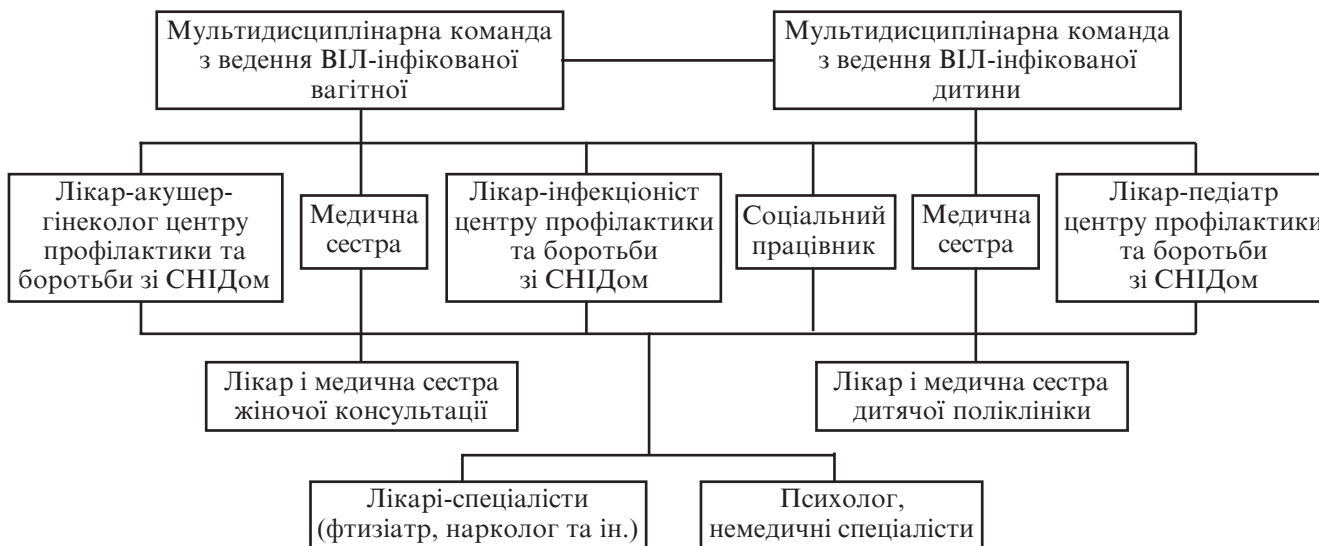 Мультидисциплінарна команда
з ведення ВІЛ-інфікованої
вагітної
Мультидисциплінарна команда
з ведення ВІЛ-інфікованої
дитини
Лікар-акушер-
гінеколог центру
профілактики та
боротьби зі СНІДом
Медична
сестра
Лікар-інфекціоніст
центру профілактики
та боротьби
зі СНІДом
Соціальний
працівник
Медична
сестра
Лікар-педіатр
центру профілактики
та боротьби
зі СНІДом
Лікар і медична сестра
жіночої консультації
Лікар і медична сестра
дитячої поліклініки
Лікарі-спеціалісти
(фтизіатр, нарколог та ін.)
Психолог,
немедичні спеціалісти